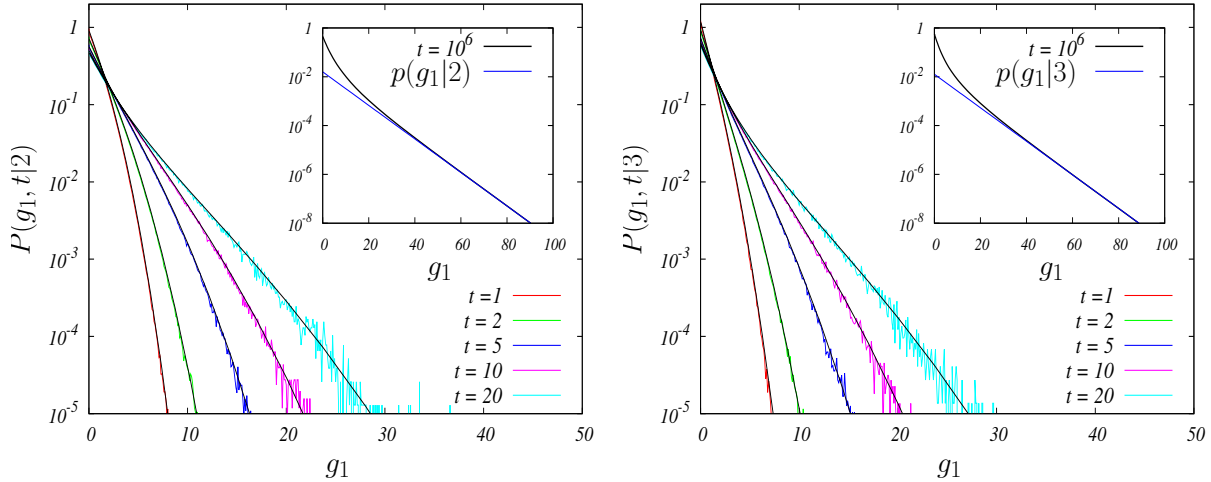 P(g₁, t|2)
1
10⁻¹
10⁻²
10⁻³
10⁻⁴
10⁻⁵
0 10 20 30 40 50
g₁
t =1
t = 2
t = 5
t = 10
t = 20
1
10⁻²
10⁻⁴
10⁻⁶
10⁻⁸
0 20 40 60 80 100
g₁
t = 10⁶
p(g₁|2)
P(g₁, t|3)
1
10⁻¹
10⁻²
10⁻³
10⁻⁴
10⁻⁵
0 10 20 30 40 50
g₁
t =1
t = 2
t = 5
t = 10
t = 20
1
10⁻²
10⁻⁴
10⁻⁶
10⁻⁸
0 20 40 60 80 100
g₁
t = 10⁶
p(g₁|3)